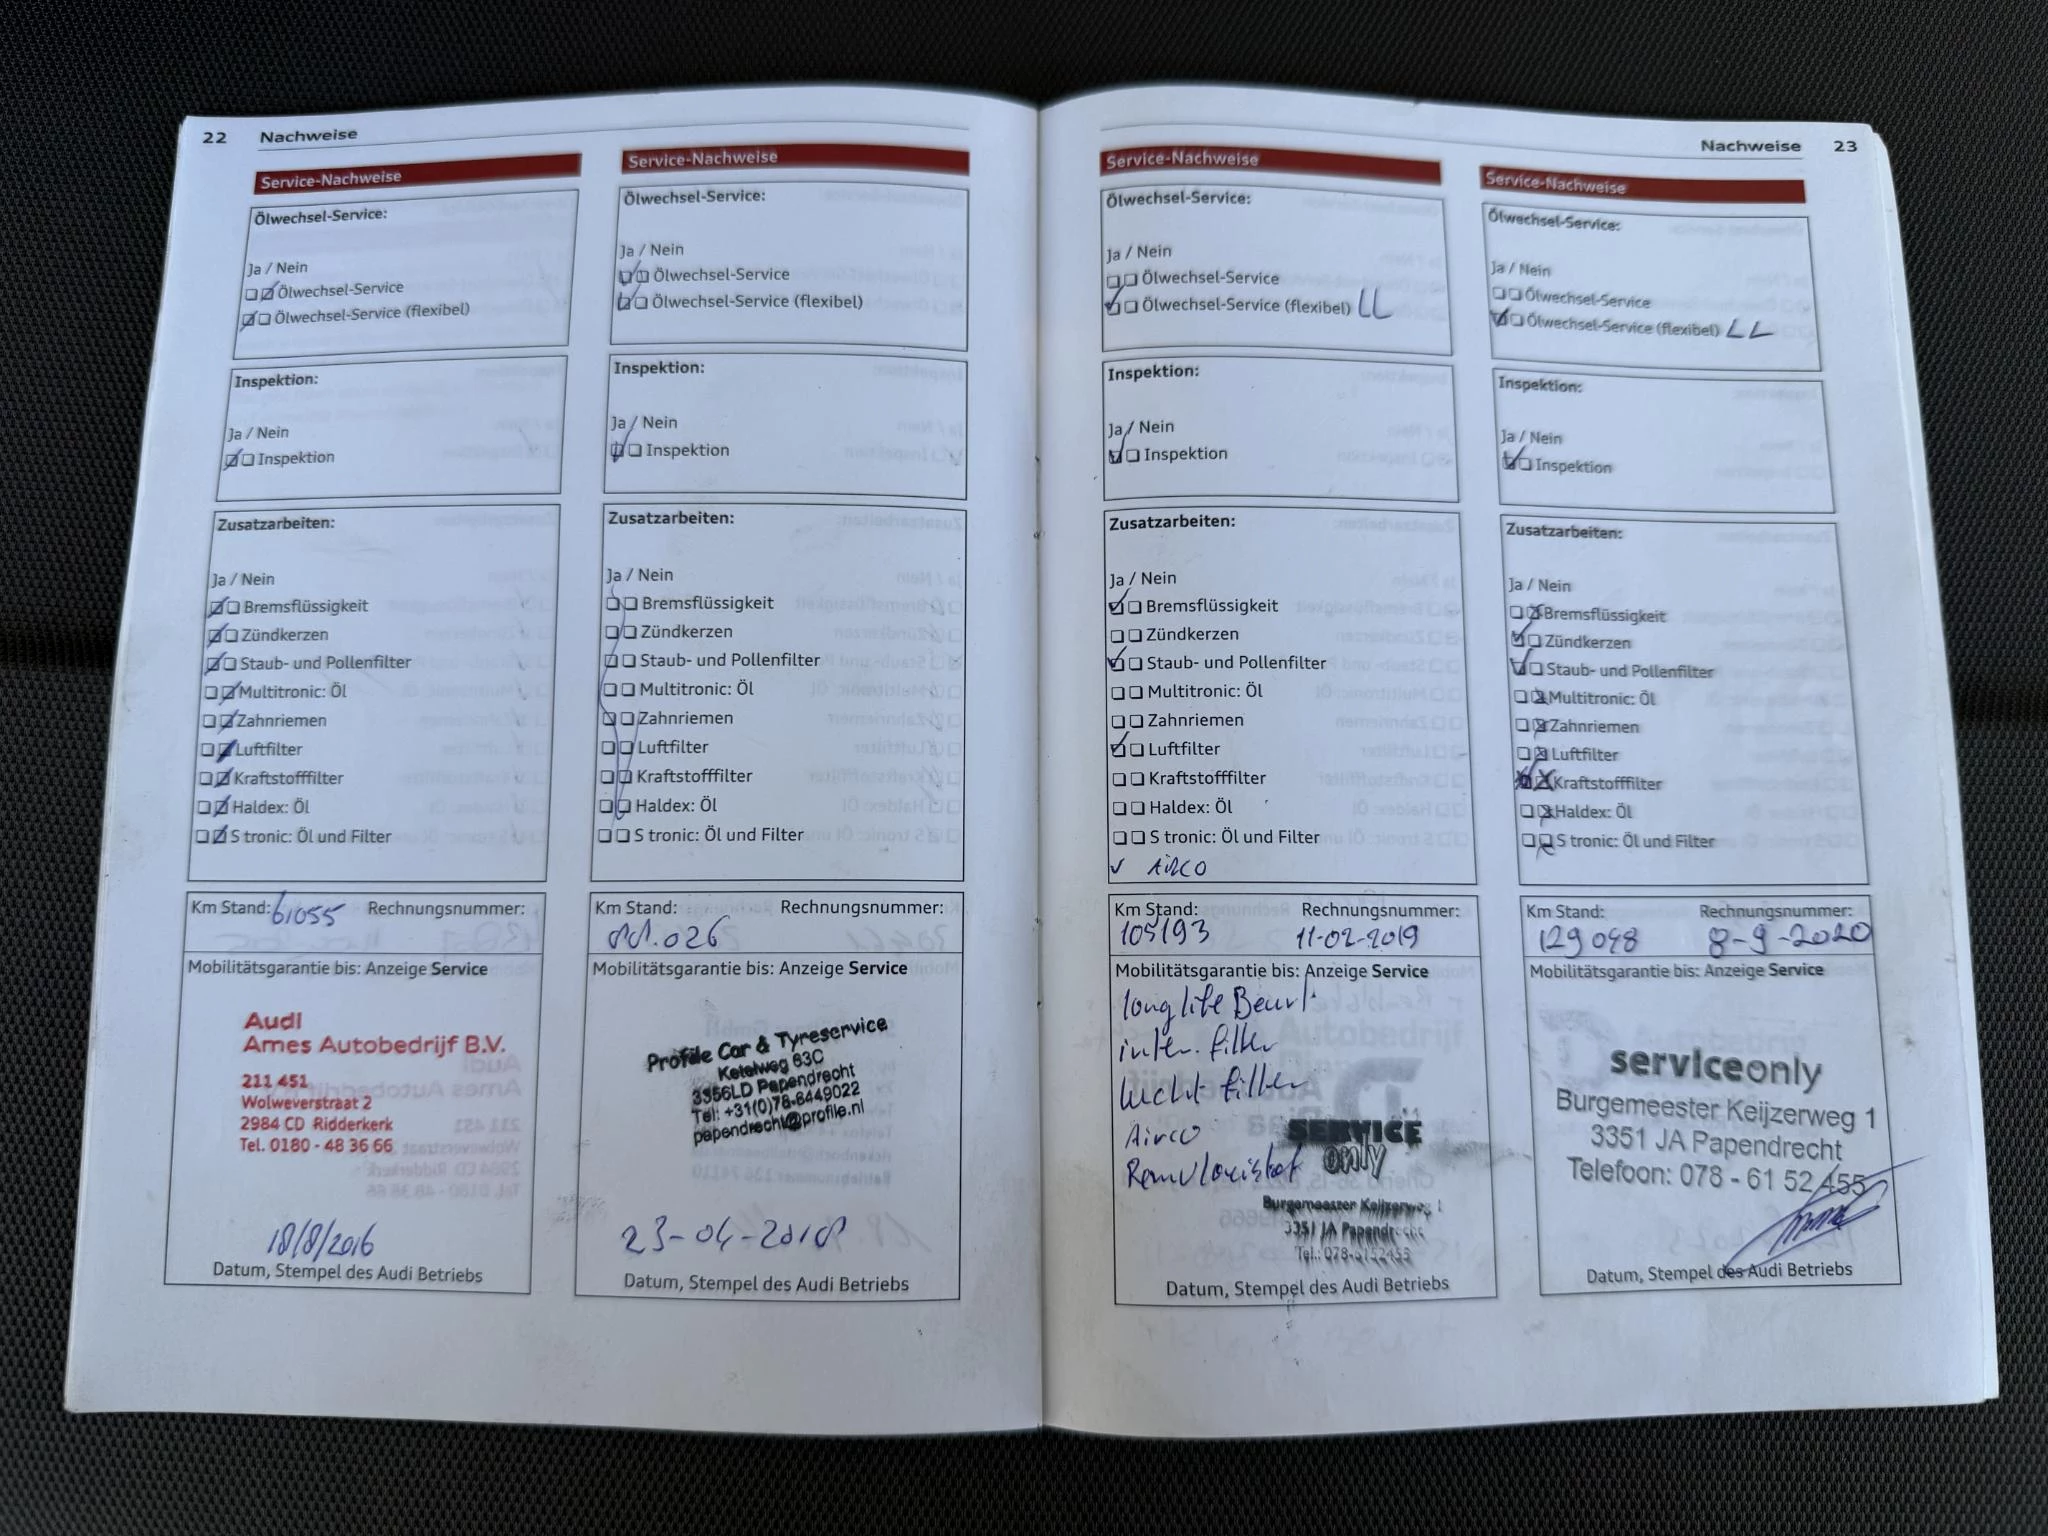 22 Nachweise
Service-Nachweise
Ölwechsel-Service:
Ja / Nein
Ölwechsel-Service
Ölwechsel-Service (flexibel)
Inspektion:
Ja / Nein
Inspektion
Zusatzarbeiten:
Ja / Nein
Bremsflüssigkeit
Zündkerzen
Staub- und Pollenfilter
Multitronic: Öl
Zahnriemen
Luftfilter
Kraftstofffilter
Haldex: Öl
S tronic: Öl und Filter
Km Stand: 61055 Rechnungsnummer:
Mobilitätsgarantie bis: Anzeige Service
Audi
Ames Autobedrijf B.V.
211 451
Wolweverstraat 2
2984 CD Ridderkerk
Tel. 0180 - 48 36 66
18/8/2016
Datum, Stempel des Audi Betriebs
Service-Nachweise
Ölwechsel-Service:
Ja / Nein
Ölwechsel-Service
Ölwechsel-Service (flexibel)
Inspektion:
Ja / Nein
Inspektion
Zusatzarbeiten:
Ja / Nein
Bremsflüssigkeit
Zündkerzen
Staub- und Pollenfilter
Multitronic: Öl
Zahnriemen
Luftfilter
Kraftstofffilter
Haldex: Öl
S tronic: Öl und Filter
Km Stand: Rechnungsnummer:
88.026
Mobilitätsgarantie bis: Anzeige Service
Profile Car & Tyreservice
Ketelweg 63C
3356LD Papendrecht
Tel: +31(0)78-6449022
papendrecht@profile.nl
23-04-2018
Datum, Stempel des Audi Betriebs
Nachweise 23
Service-Nachweise
Ölwechsel-Service:
Ja / Nein
Ölwechsel-Service
Ölwechsel-Service (flexibel) LL
Inspektion:
Ja / Nein
Inspektion
Zusatzarbeiten:
Ja / Nein
Bremsflüssigkeit
Zündkerzen
Staub- und Pollenfilter
Multitronic: Öl
Zahnriemen
Luftfilter
Kraftstofffilter
Haldex: Öl
S tronic: Öl und Filter
AIRCO
Km Stand: Rechnungsnummer:
105193 11-02-2019
Mobilitätsgarantie bis: Anzeige Service
longlife Beurt
inter. filter
lucht filter
Airco
Remvloeistof
SERVICE
only
Burgemeester Keijzerweg 1
3351 JA Papendrecht
Tel.: 078-6152455
Datum, Stempel des Audi Betriebs
Service-Nachweise
Ölwechsel-Service:
Ja / Nein
Ölwechsel-Service
Ölwechsel-Service (flexibel) LL
Inspektion:
Ja / Nein
Inspektion
Zusatzarbeiten:
Ja / Nein
Bremsflüssigkeit
Zündkerzen
Staub- und Pollenfilter
Multitronic: Öl
Zahnriemen
Luftfilter
Kraftstofffilter
Haldex: Öl
S tronic: Öl und Filter
Km Stand: Rechnungsnummer:
129048 8-9-2020
Mobilitätsgarantie bis: Anzeige Service
serviceonly
Burgemeester Keijzerweg 1
3351 JA Papendrecht
Telefoon: 078 - 61 52 455
Datum, Stempel des Audi Betriebs